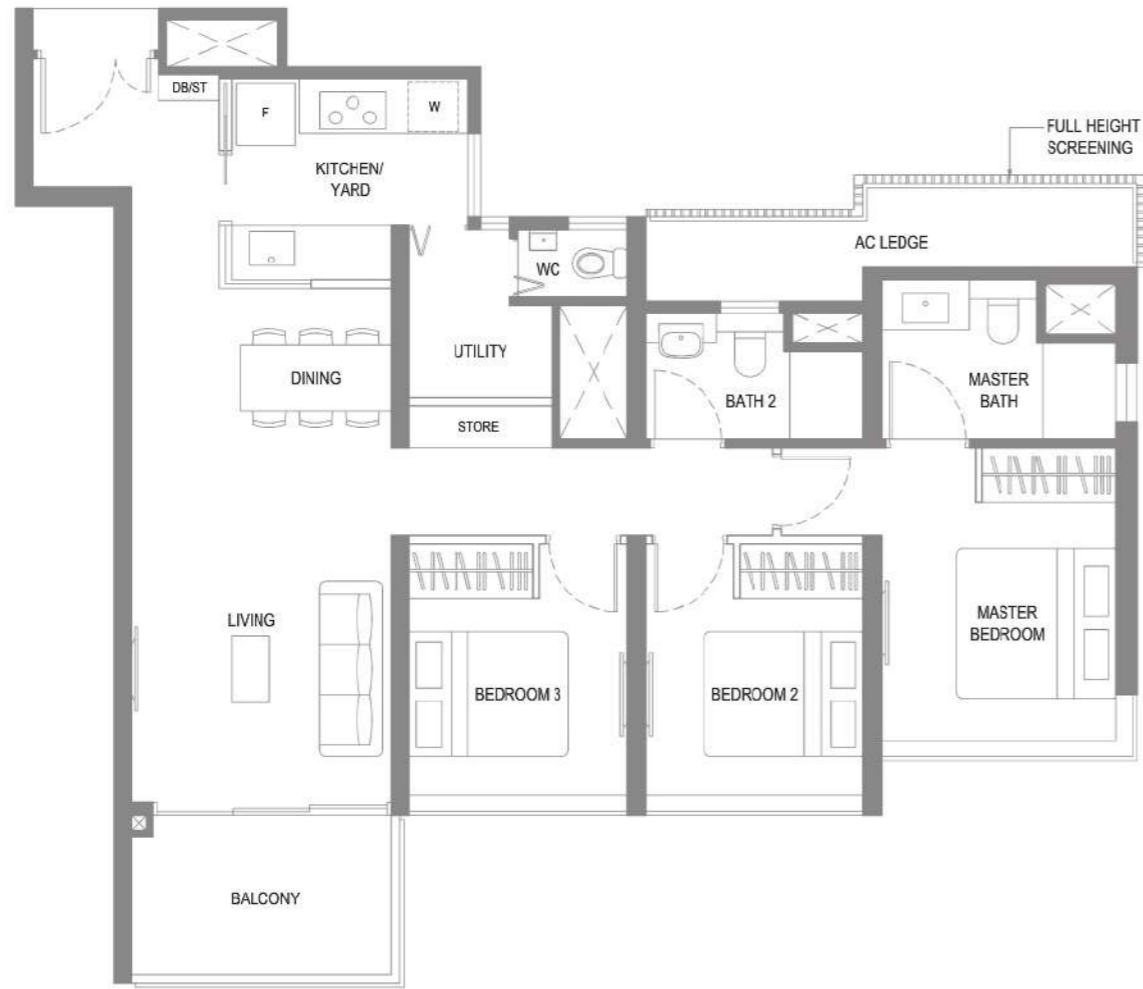 DB/ST
F
W
KITCHEN/
YARD
FULL HEIGHT
SCREENING
AC LEDGE
WC
UTILITY
DINING
STORE
BATH 2
MASTER
BATH
LIVING
MASTER
BEDROOM
BEDROOM 3
BEDROOM 2
BALCONY